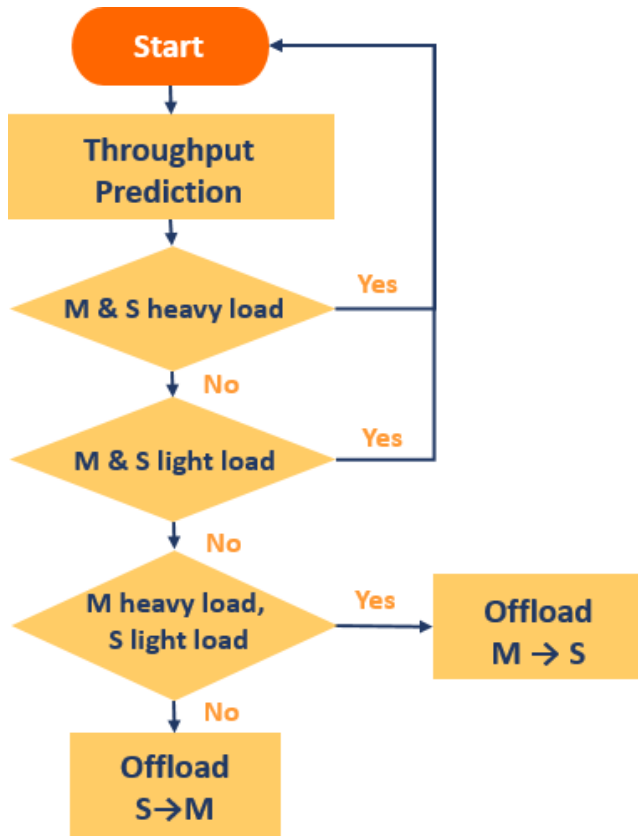 Start
Throughput
Prediction
M & S heavy load
Yes
No
M & S light load
Yes
No
M heavy load,
S light load
Yes
Offload
M → S
No
Offload
S→M